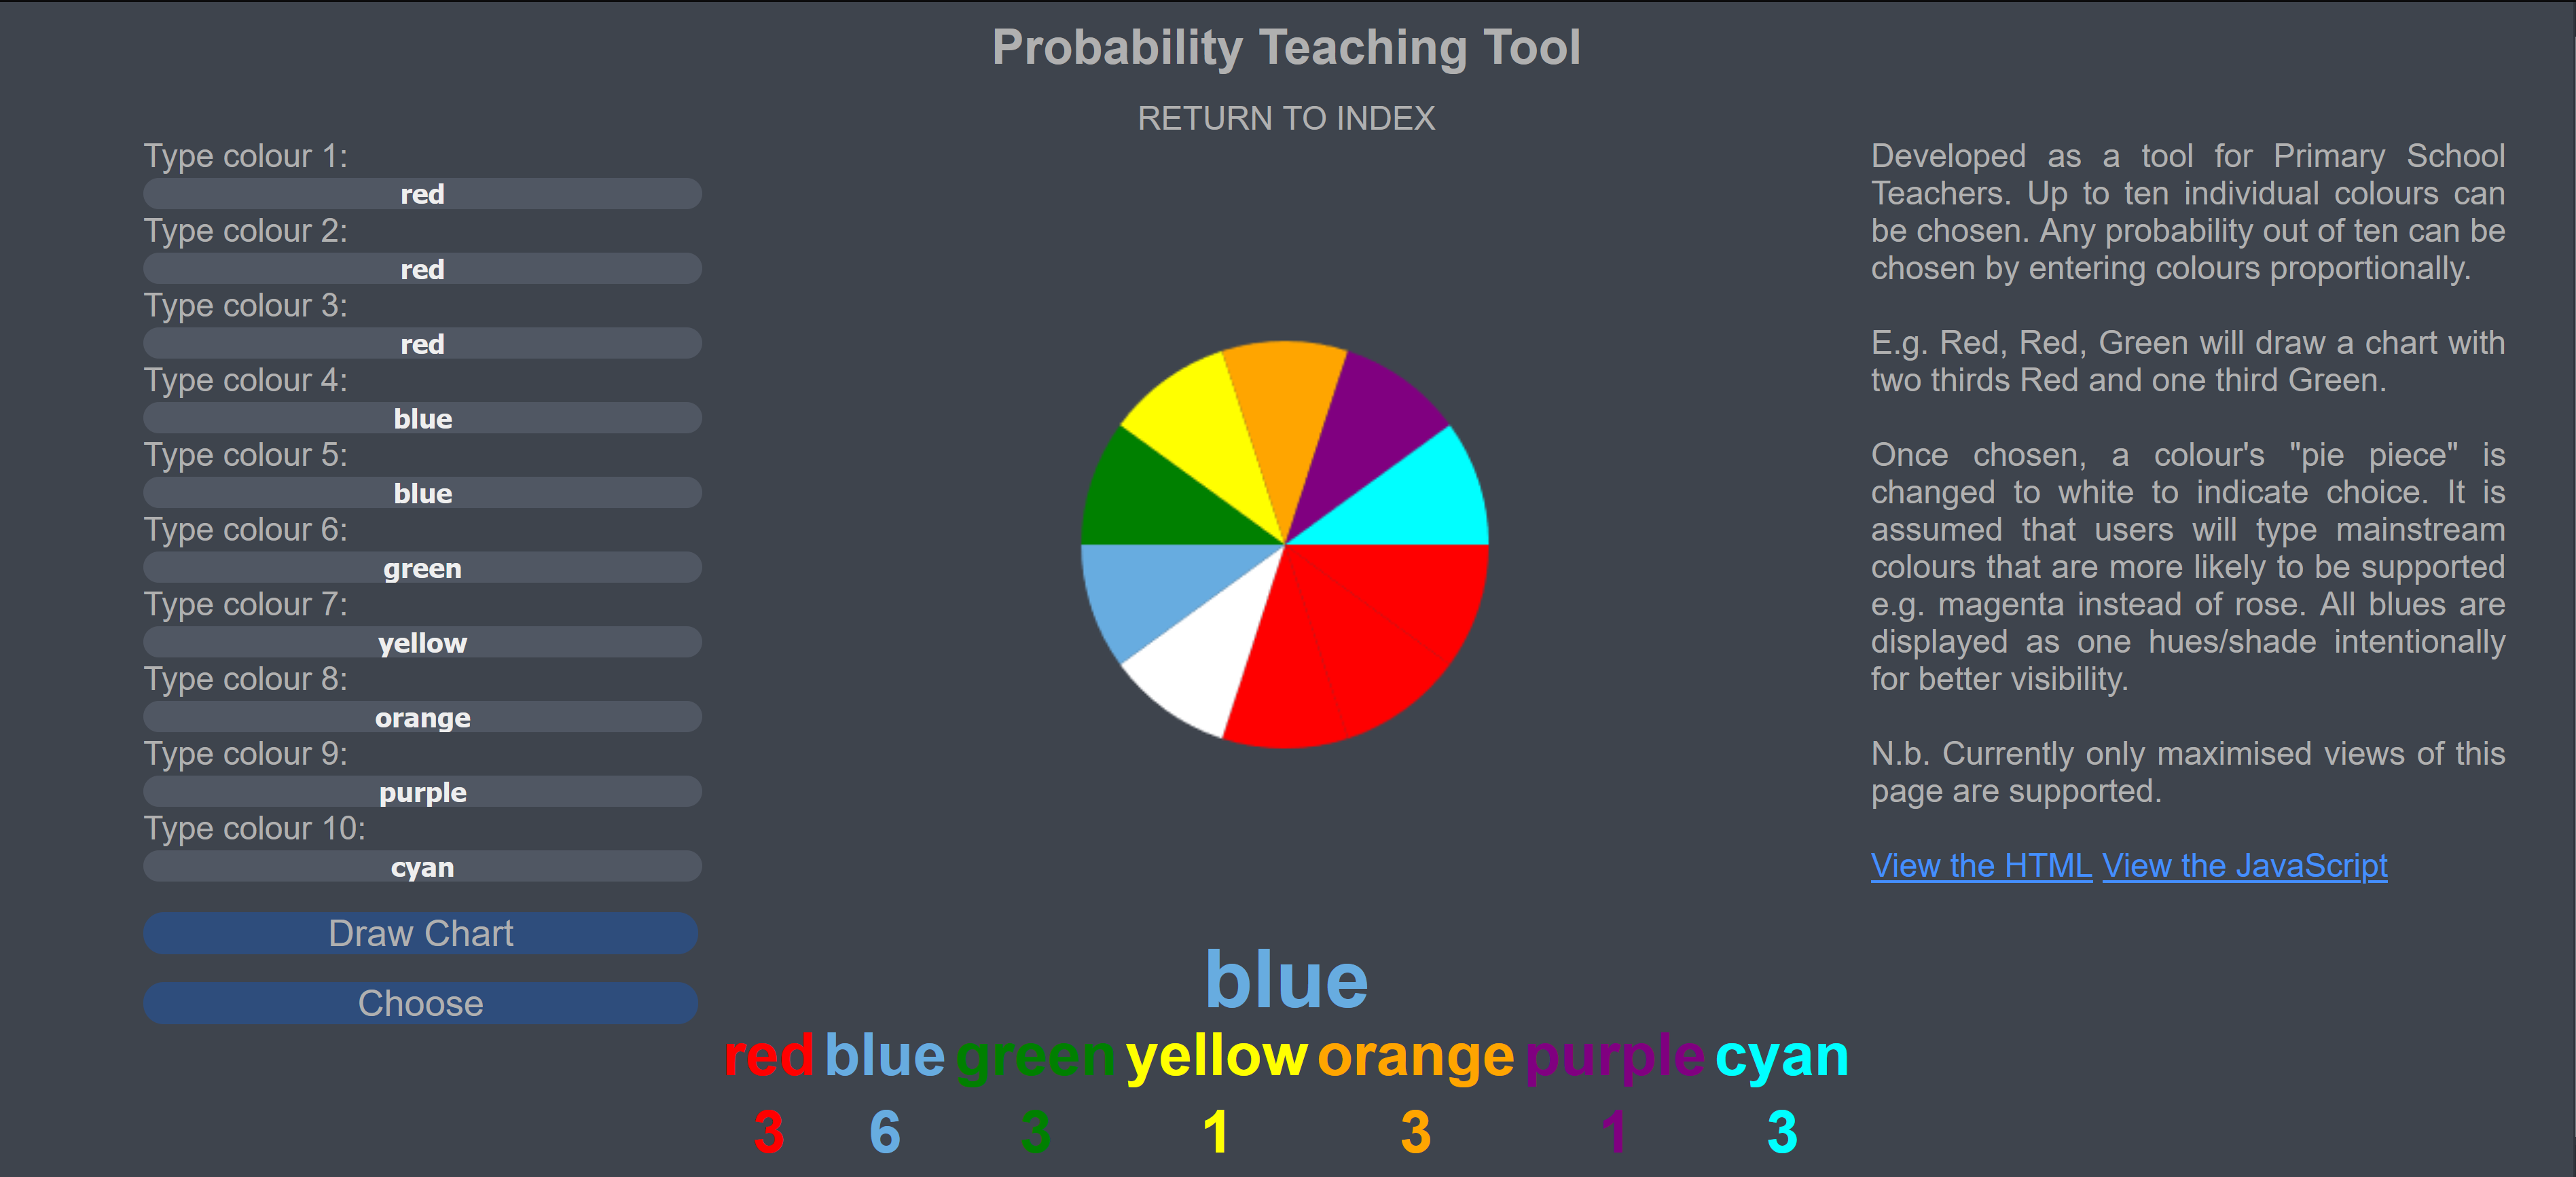 Probability Teaching Tool
RETURN TO INDEX
Type colour 1:
red
Type colour 2:
red
Type colour 3:
red
Type colour 4:
blue
Type colour 5:
blue
Type colour 6:
green
Type colour 7:
yellow
Type colour 8:
orange
Type colour 9:
purple
Type colour 10:
cyan
Draw Chart
Choose
blue
red blue green yellow orange purple cyan
3 6 3 1 3 1 3
Developed as a tool for Primary School
Teachers. Up to ten individual colours can
be chosen. Any probability out of ten can be
chosen by entering colours proportionally.
E.g. Red, Red, Green will draw a chart with
two thirds Red and one third Green.
Once chosen, a colour's "pie piece" is
changed to white to indicate choice. It is
assumed that users will type mainstream
colours that are more likely to be supported
e.g. magenta instead of rose. All blues are
displayed as one hues/shade intentionally
for better visibility.
N.b. Currently only maximised views of this
page are supported.
View the HTML View the JavaScript